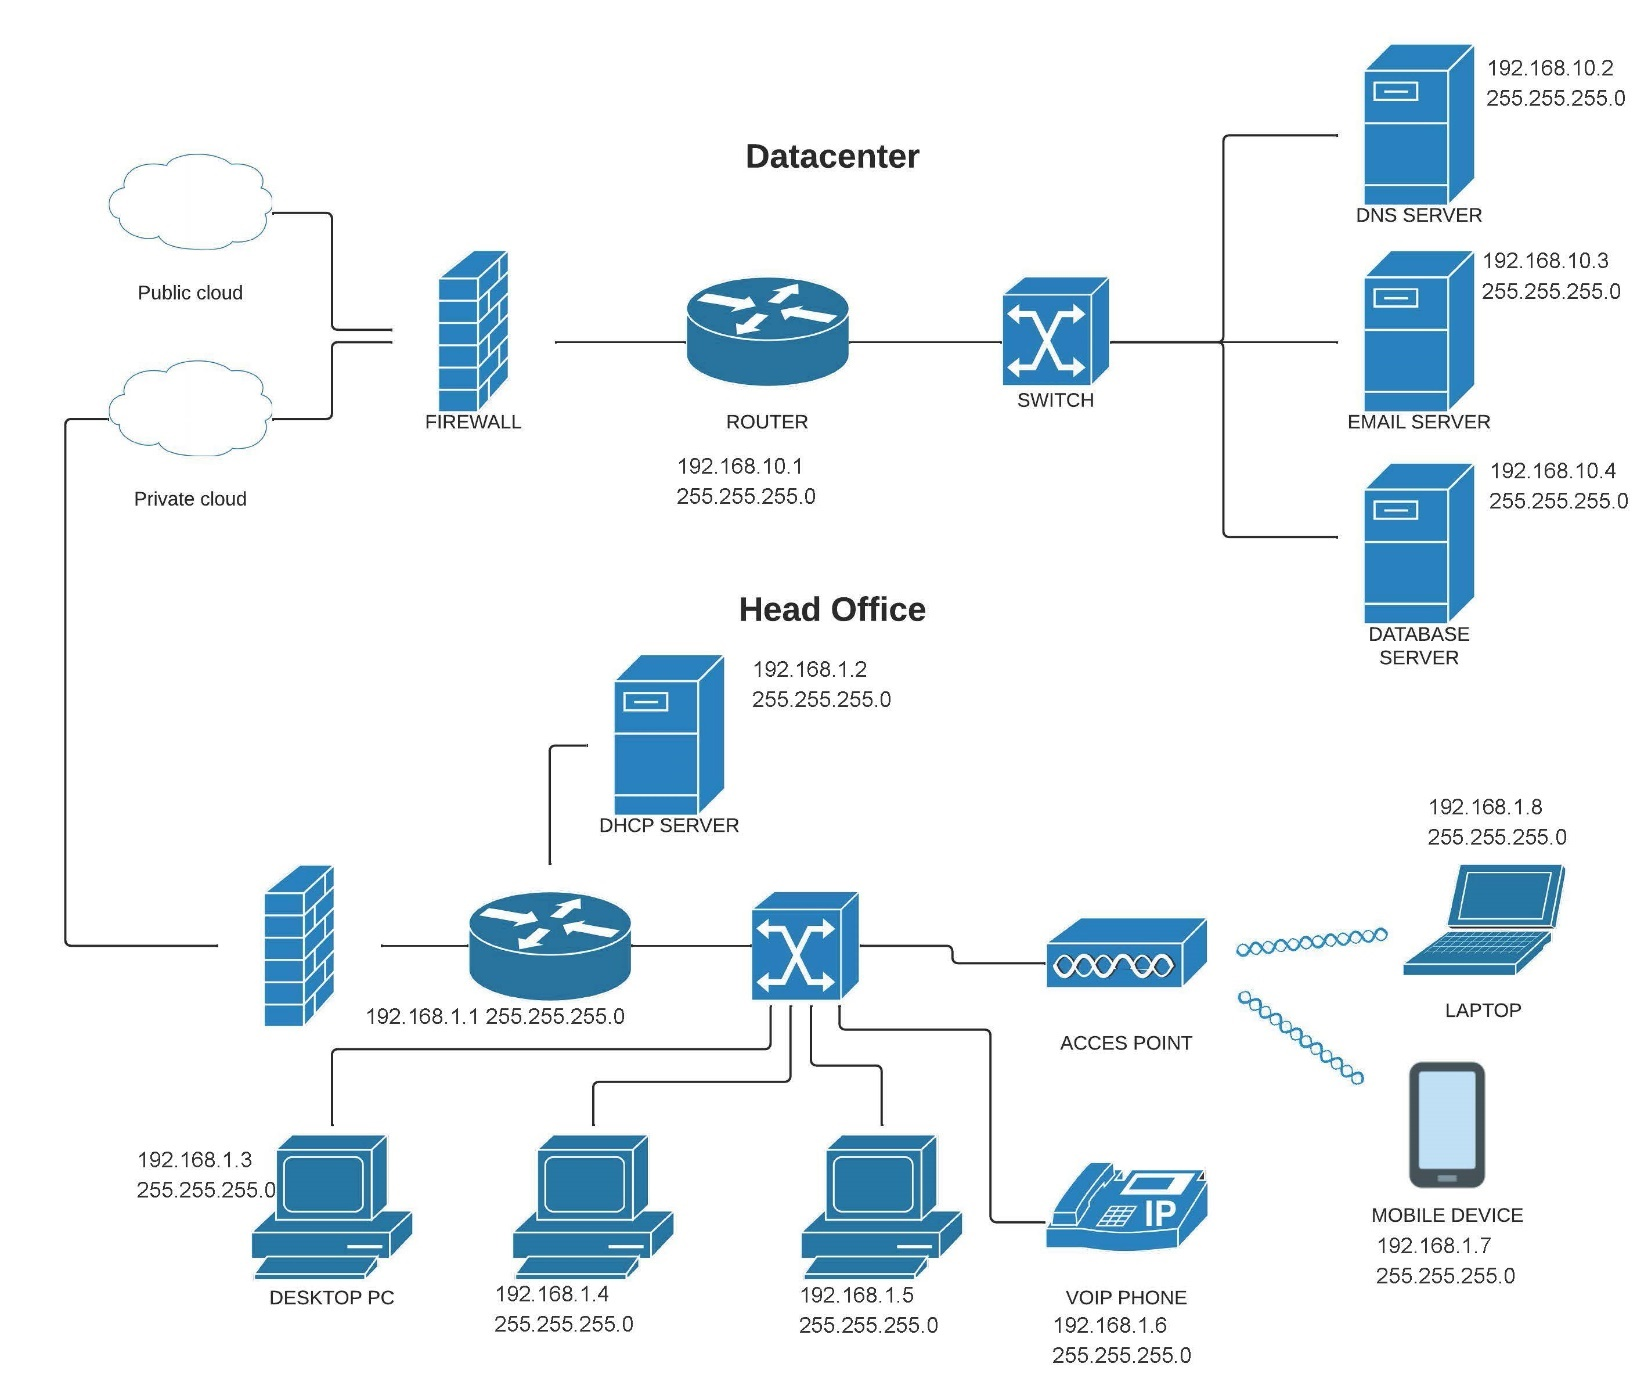 192.168.10.2
255.255.255.0
Datacenter
DNS SERVER
Public cloud
192.168.10.3
255.255.255.0
FIREWALL
ROUTER
SWITCH
EMAIL SERVER
192.168.10.1
255.255.255.0
192.168.10.4
255.255.255.0
Private cloud
Head Office
DATABASE
SERVER
192.168.1.2
255.255.255.0
DHCP SERVER
192.168.1.8
255.255.255.0
192.168.1.1 255.255.255.0
LAPTOP
ACCES POINT
192.168.1.3
255.255.255.0
IP
MOBILE DEVICE
192.168.1.7
255.255.255.0
DESKTOP PC
192.168.1.4
255.255.255.0
192.168.1.5
255.255.255.0
VOIP PHONE
192.168.1.6
255.255.255.0